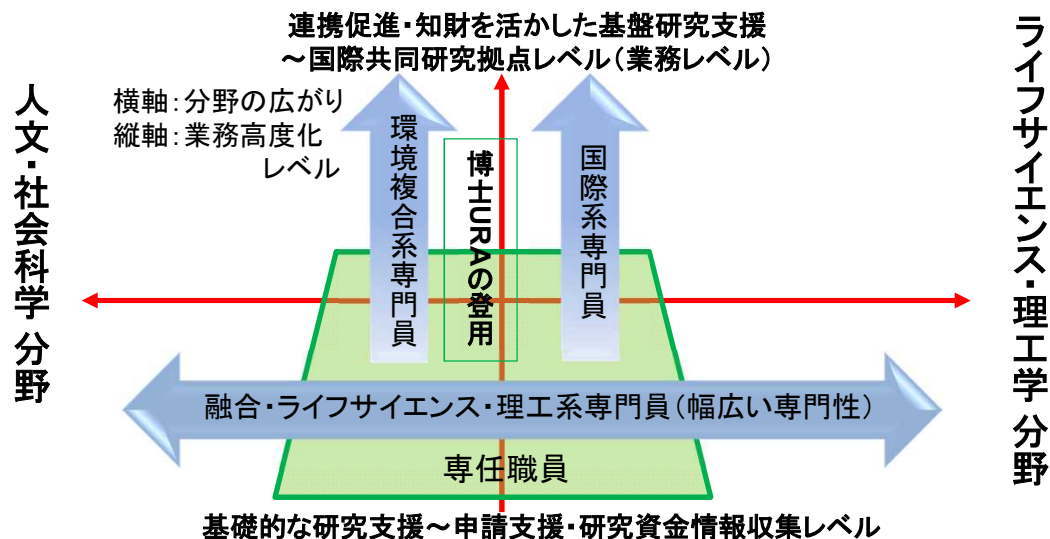 連携促進・知財を活かした基盤研究支援
～国際共同研究拠点レベル（業務レベル）
人文・社会科学 分野
横軸：分野の広がり
縦軸：業務高度化
レベル
環境複合系専門員
博士URAの登用
国際系専門員
ライフサイエンス・理工学 分野
融合・ライフサイエンス・理工系専門員（幅広い専門性）
専任職員
基礎的な研究支援～申請支援・研究資金情報収集レベル